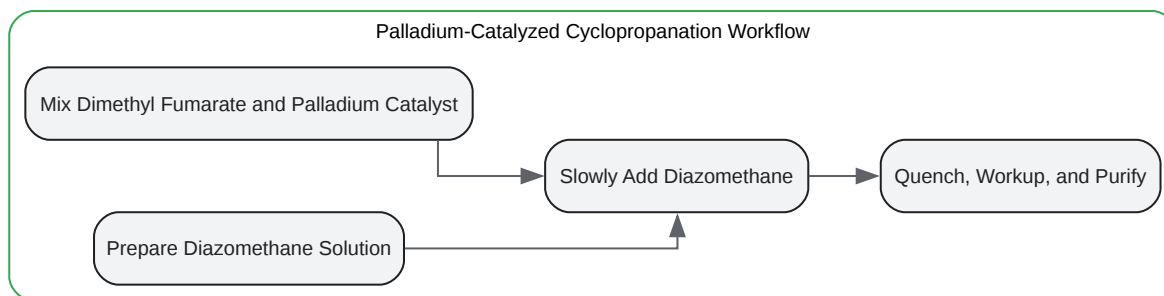 Palladium-Catalyzed Cyclopropanation Workflow
Mix Dimethyl Fumarate and Palladium Catalyst
Slowly Add Diazomethane
Quench, Workup, and Purify
Prepare Diazomethane Solution